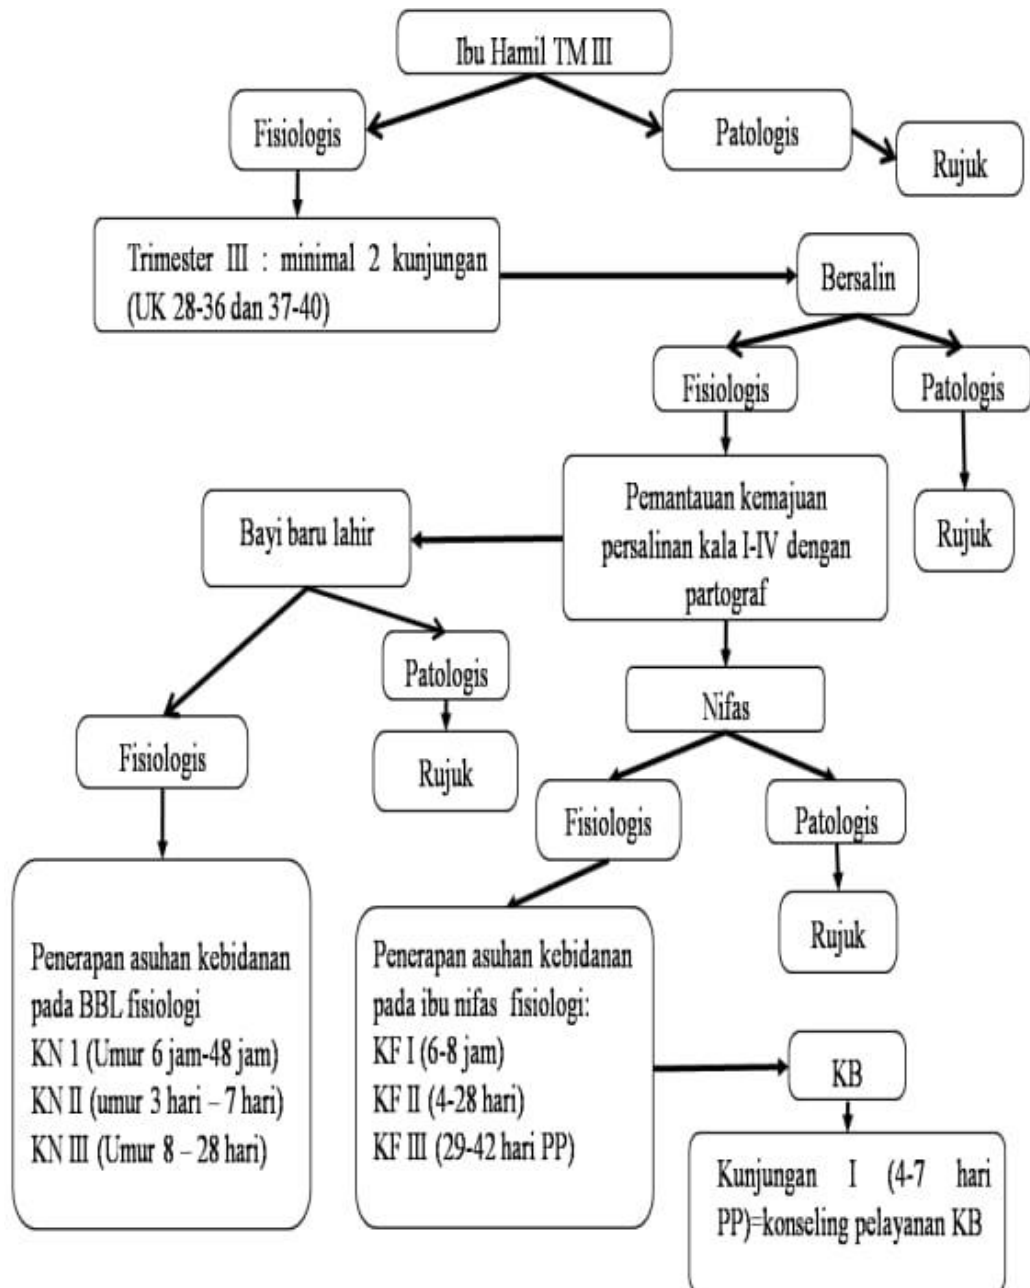 Ibu Hamil TM III
Fisiologis
Patologis
Rujuk
Trimester III : minimal 2 kunjungan
(UK 28-36 dan 37-40)
Bersalin
Fisiologis
Patologis
Pemantauan kemajuan
persalinan kala I-IV dengan
partograf
Rujuk
Bayi baru lahir
Patologis
Nifas
Fisiologis
Rujuk
Fisiologis
Patologis
Rujuk
Penerapan asuhan kebidanan
pada BBL fisiologi
KN 1 (Umur 6 jam-48 jam)
KN II (umur 3 hari – 7 hari)
KN III (Umur 8 – 28 hari)
Penerapan asuhan kebidanan
pada ibu nifas fisiologi:
KF I (6-8 jam)
KF II (4-28 hari)
KF III (29-42 hari PP)
KB
Kunjungan I (4-7 hari
PP)=konseling pelayanan KB